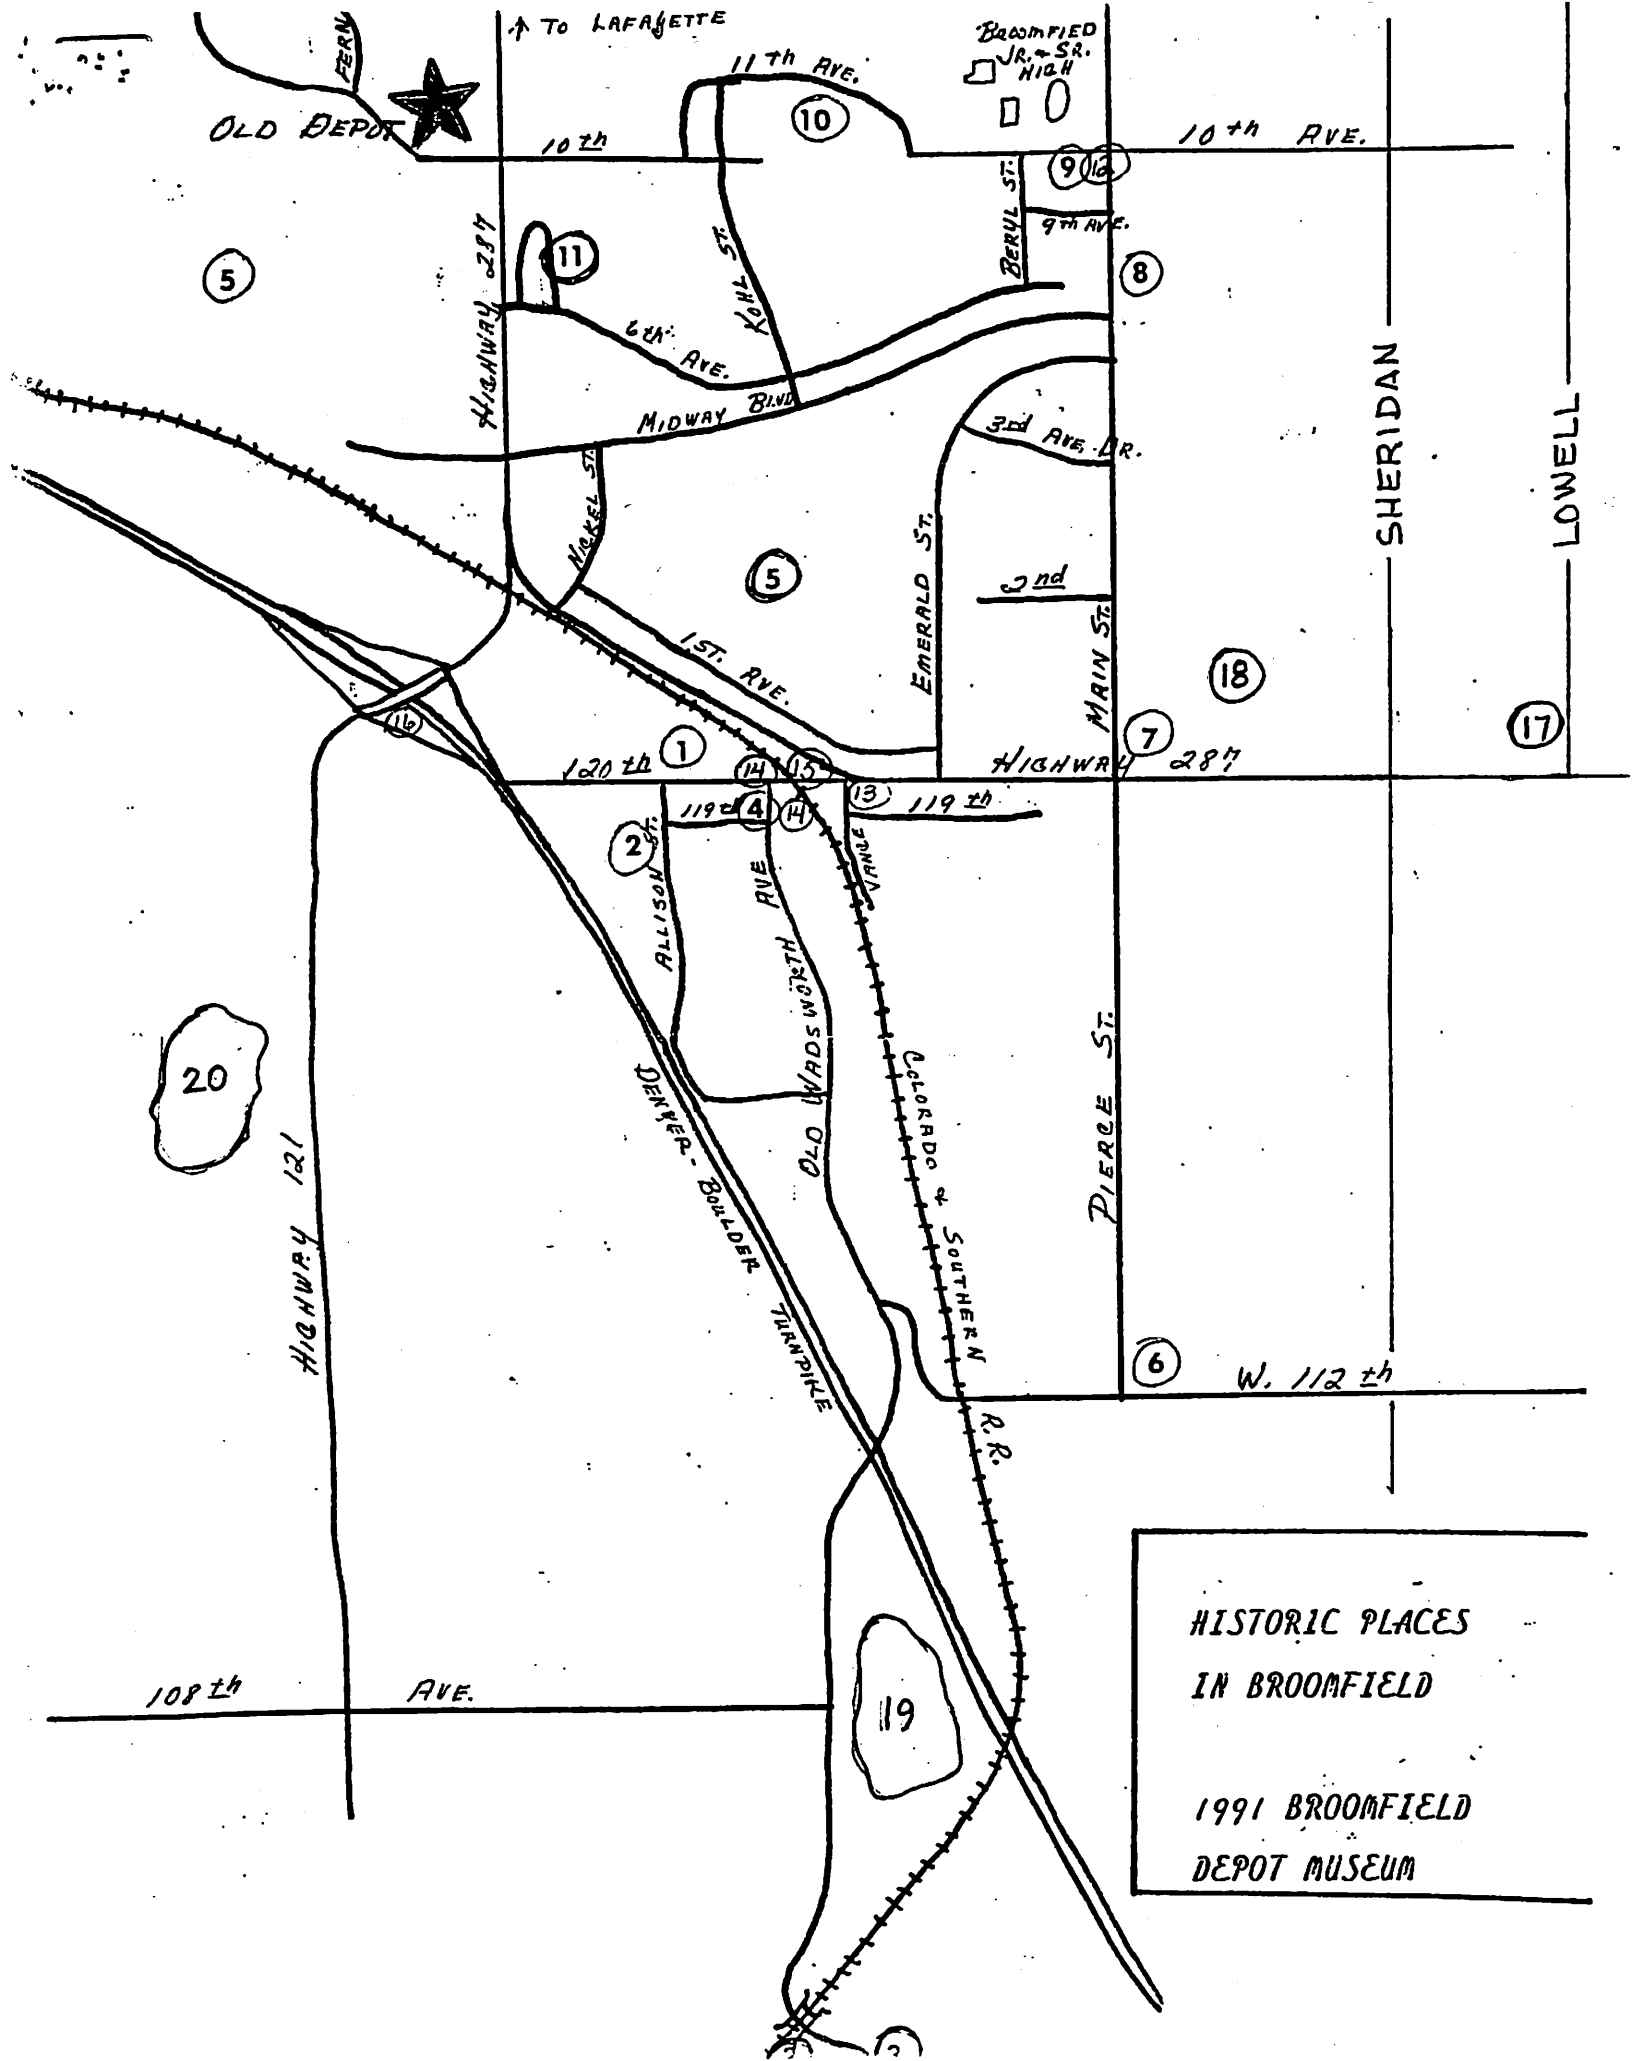 ↑ TO LAFAYETTE
BROOMFIED
JR. & SR.
HIGH
FERN
11th AVE.
10
OLD DEPOT
10th
10th AVE.
9
12
BERYL ST.
9th AVE.
5
HIGHWAY 287
11
KOHL ST.
8
6th AVE.
MIDWAY BLVD
3rd AVE. DR.
SHERIDAN
LOWELL
NICKEL ST.
5
EMERALD ST.
2nd
MAIN ST.
1ST. AVE.
18
16
1
7
17
120th
14
15
HIGHWAY 287
13
119th
4
14
119th
2
ALLISON ST.
VANCE
OLD WADSWORTH AVE
20
HIGHWAY 121
DENVER-BOULDER TURNPIKE
COLORADO & SOUTHERN R.R.
PIERCE ST.
6
W. 112th
19
108th AVE.
HISTORIC PLACES
IN BROOMFIELD
1991 BROOMFIELD
DEPOT MUSEUM
3